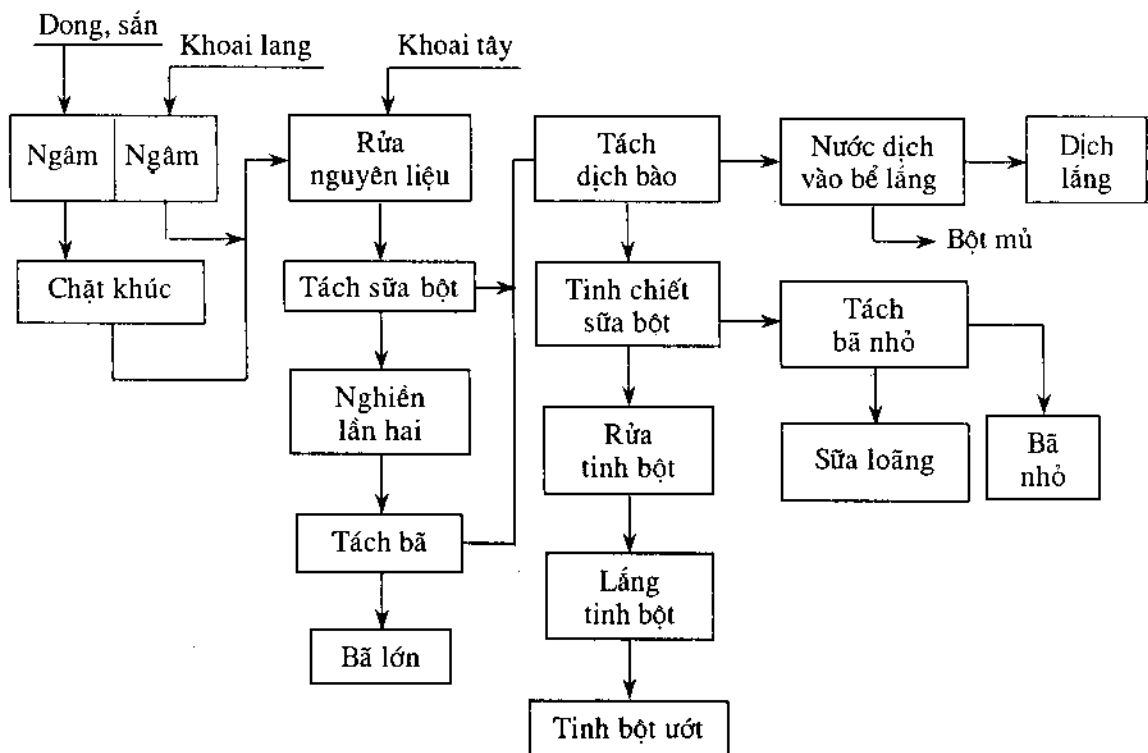 Dong, sắn
Khoai lang
Khoai tây
Ngâm
Ngâm
Chặt khúc
Rửa
nguyên liệu
Tách sữa bột
Nghiền
lần hai
Tách bã
Bã lớn
Tách
dịch bào
Tinh chiết
sữa bột
Rửa
tinh bột
Lắng
tinh bột
Tinh bột ướt
Nước dịch
vào bể lắng
Dịch
lắng
Bột mủ
Tách
bã nhỏ
Sữa loãng
Bã
nhỏ